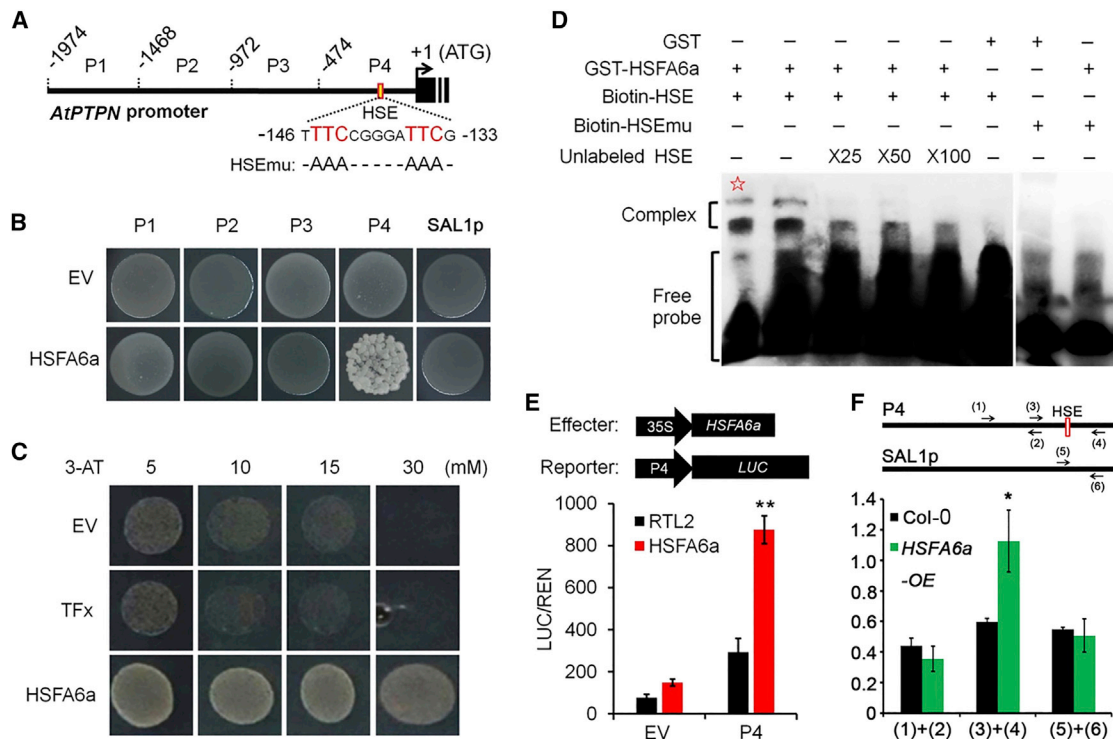 A
-1974
-1468
-972
-474
+1 (ATG)
P1 P2 P3 P4
AtPTPN promoter
HSE
-146 TTTCCGGGATTCG -133
HSEmu: -AAA-----AAA-
B
P1 P2 P3 P4 SAL1p
EV
HSFA6a
C
3-AT 5 10 15 30 (mM)
EV
TFx
HSFA6a
D
GST – – – – – + + –
GST-HSFA6a + + + + + – – +
Biotin-HSE + + + + + + – –
Biotin-HSEmu – – – – – – + +
Unlabeled HSE – – X25 X50 X100 – – –
Complex
Free
probe
E
Effecter: 35S HSFA6a
Reporter: P4 LUC
1000
800
600
400
200
0
LUC/REN
RTL2
HSFA6a
**
EV P4
F
P4
(1) (3) HSE
(2) (4)
SAL1p
(5)
(6)
1.4
1.2
1.0
0.8
0.6
0.4
0.2
0
Col-0
HSFA6a
-OE
*
(1)+(2) (3)+(4) (5)+(6)